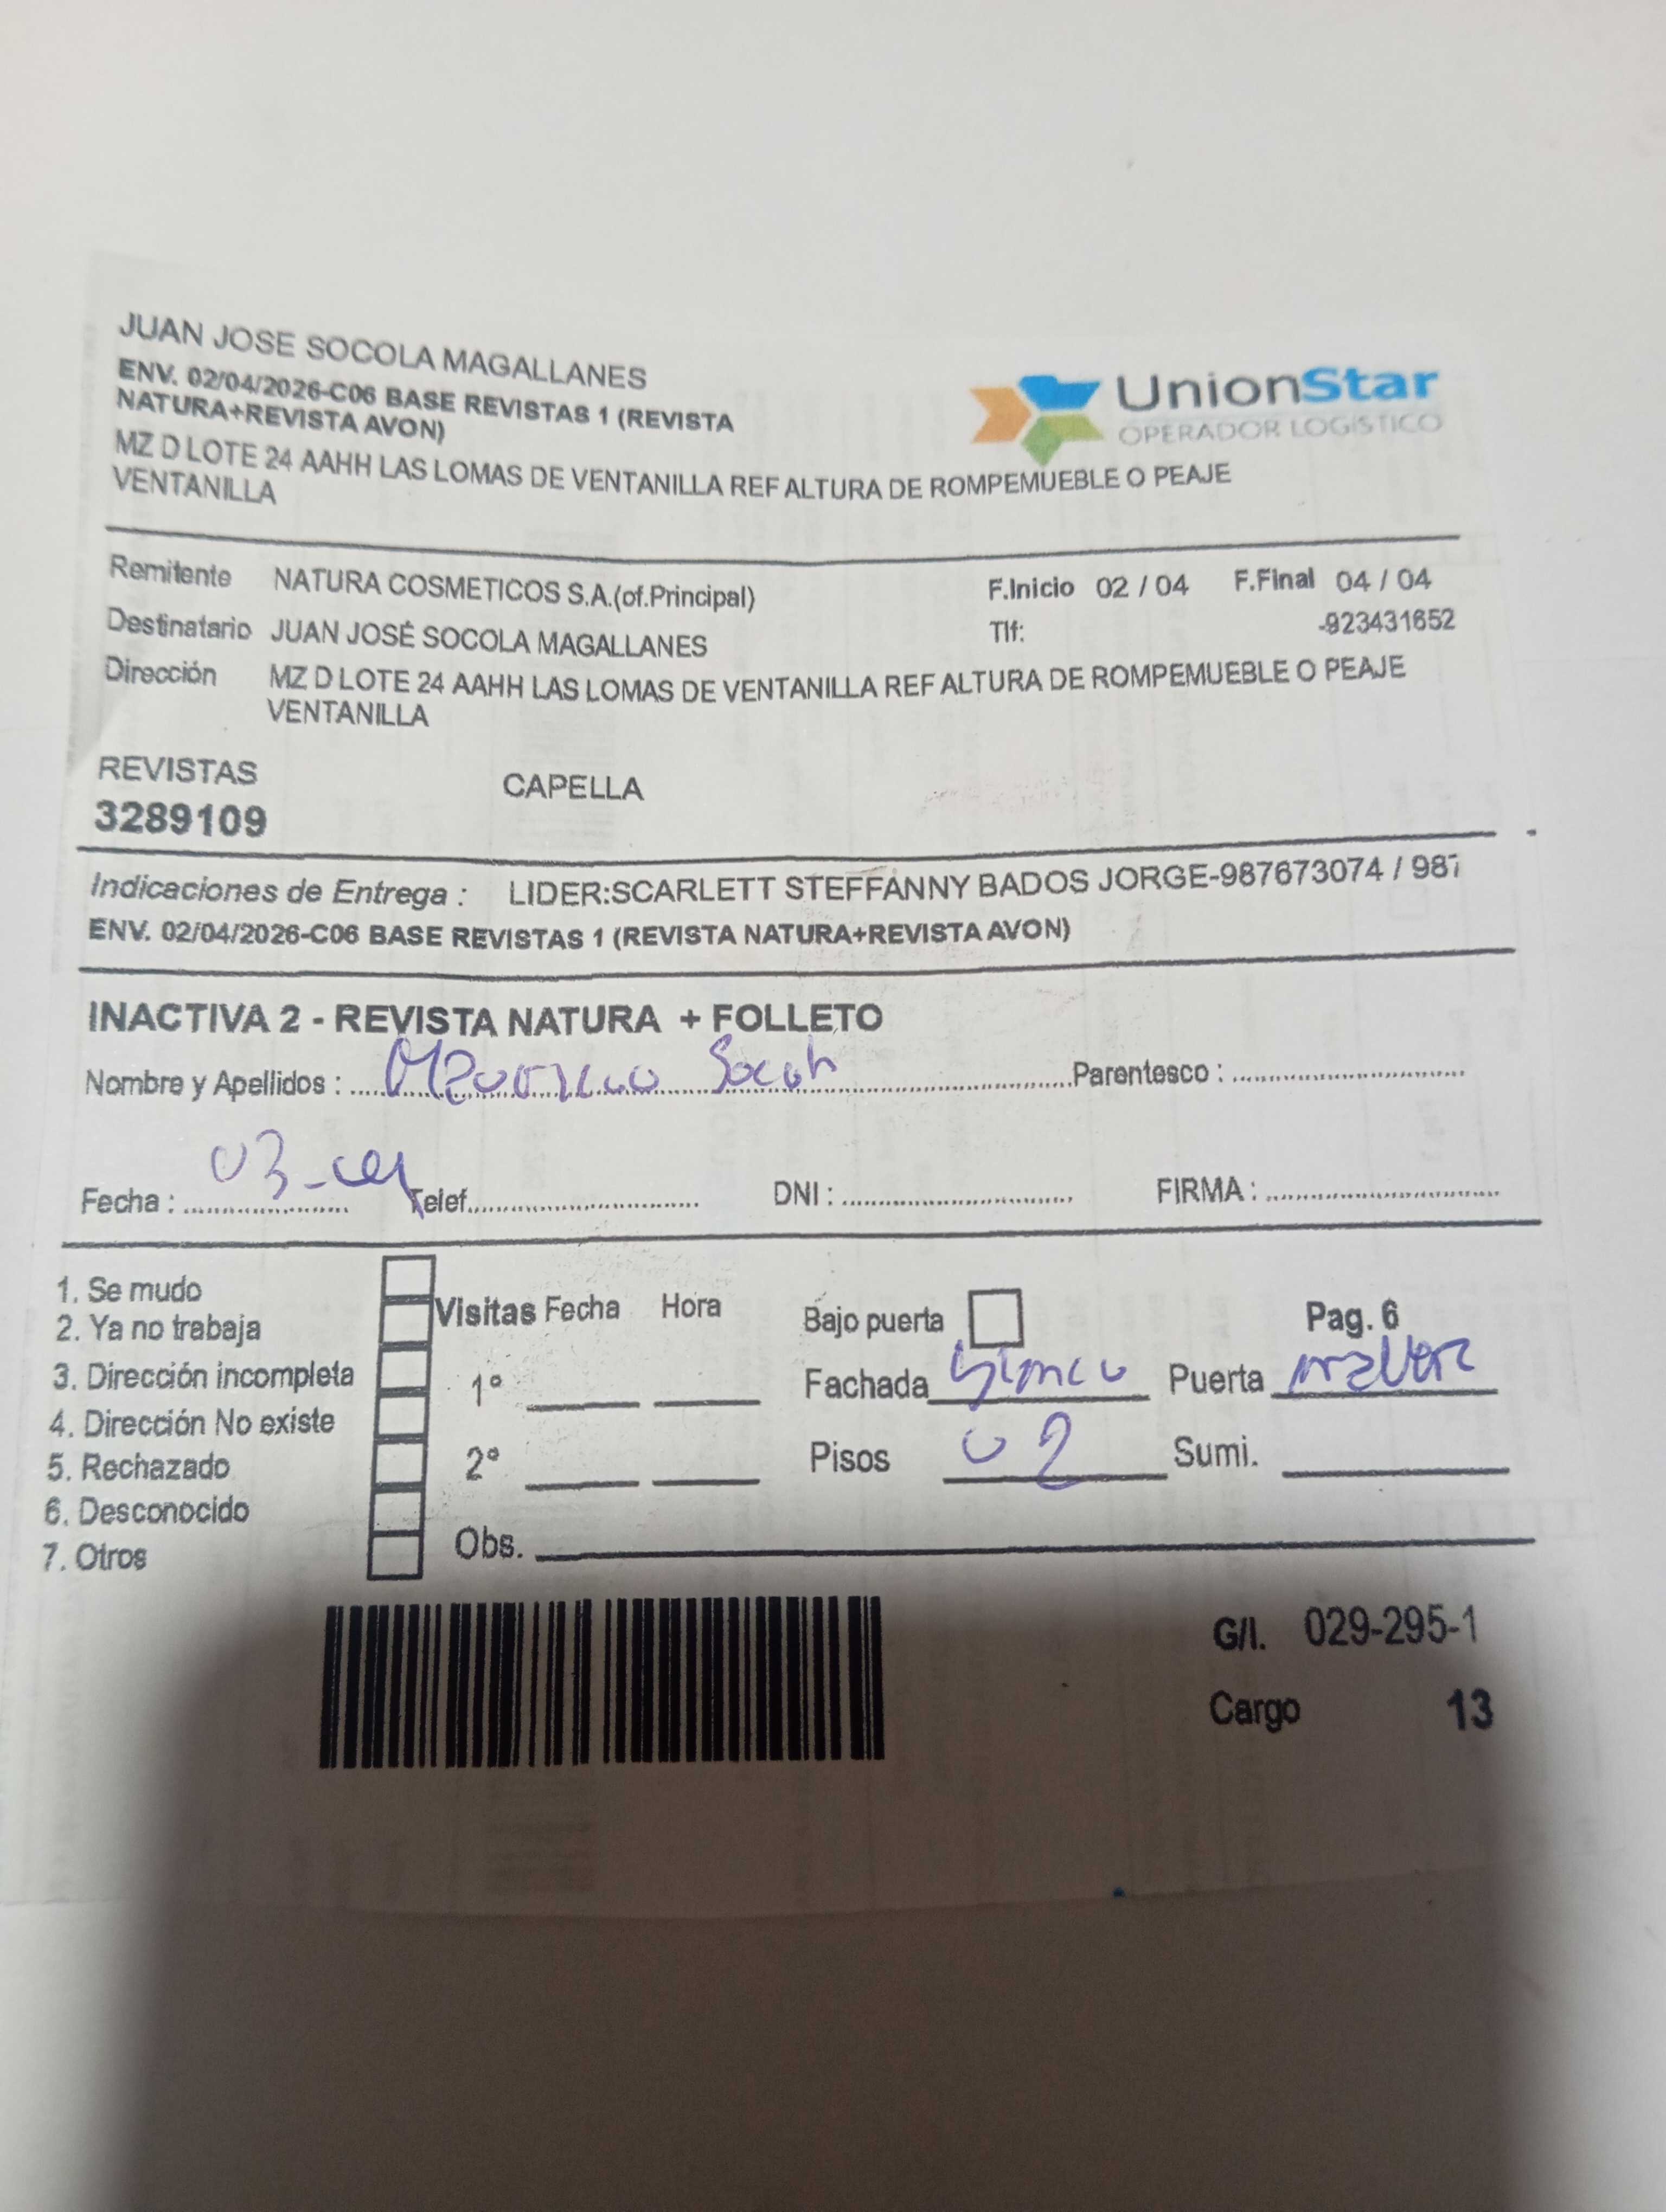 JUAN JOSE SOCOLA MAGALLANES
ENV. 02/04/2026-C06 BASE REVISTAS 1 (REVISTA
NATURA+REVISTA AVON)
MZ D LOTE 24 AAHH LAS LOMAS DE VENTANILLA REF ALTURA DE ROMPEMUEBLE O PEAJE
VENTANILLA
UnionStar
OPERADOR LOGÍSTICO
Remitente NATURA COSMETICOS S.A.(of.Principal) F.Inicio 02 / 04 F.Final 04 / 04
Destinatario JUAN JOSÉ SOCOLA MAGALLANES Tlf: -923431652
Dirección MZ D LOTE 24 AAHH LAS LOMAS DE VENTANILLA REF ALTURA DE ROMPEMUEBLE O PEAJE
VENTANILLA
REVISTAS CAPELLA
3289109
Indicaciones de Entrega : LIDER:SCARLETT STEFFANNY BADOS JORGE-987673074 / 987
ENV. 02/04/2026-C06 BASE REVISTAS 1 (REVISTA NATURA+REVISTA AVON)
INACTIVA 2 - REVISTA NATURA + FOLLETO
Nombre y Apellidos : Parentesco :
Fecha : Telef. DNI : FIRMA :
1. Se mudo
2. Ya no trabaja
3. Dirección incompleta
4. Dirección No existe
5. Rechazado
6. Desconocido
7. Otros
Visitas Fecha Hora
1°
2°
Obs.
Bajo puerta Pag. 6
Fachada Puerta
Pisos 02 Sumi.
G/I. 029-295-1
Cargo 13